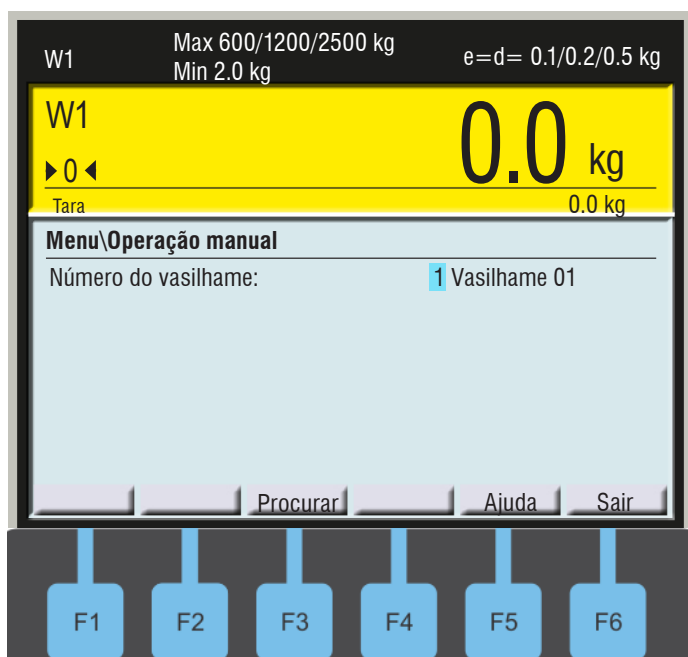 W1 Max 600/1200/2500 kg e=d= 0.1/0.2/0.5 kg
Min 2.0 kg
W1
0.0 kg
0
Tara 0.0 kg
Menu\Operação manual
Número do vasilhame: 1 Vasilhame 01
Procurar Ajuda Sair
F1 F2 F3 F4 F5 F6